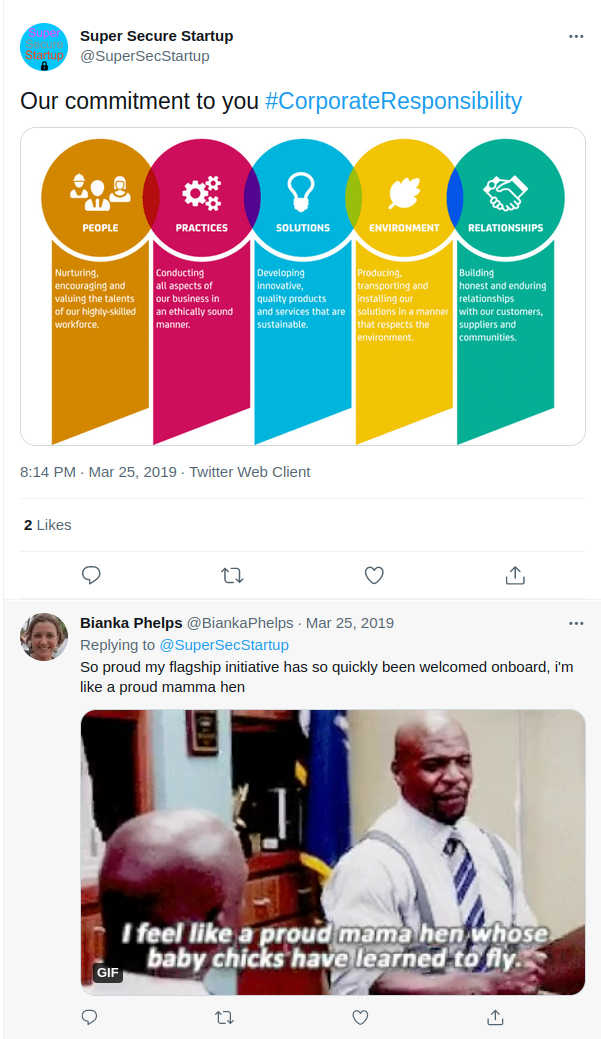 Super
Secure
Startup
Super Secure Startup
@SuperSecStartup
Our commitment to you #CorporateResponsibility
PEOPLE
PRACTICES
SOLUTIONS
ENVIRONMENT
RELATIONSHIPS
Nurturing,
encouraging and
valuing the talents
of our highly-skilled
workforce.
Conducting
all aspects of
our business in
an ethically sound
manner.
Developing
innovative,
quality products
and services that are
sustainable.
Producing,
transporting and
installing our
solutions in a manner
that respects the
environment.
Building
honest and enduring
relationships
with our customers,
suppliers and
communities.
8:14 PM · Mar 25, 2019 · Twitter Web Client
2 Likes
Bianka Phelps @BiankaPhelps · Mar 25, 2019
Replying to @SuperSecStartup
So proud my flagship initiative has so quickly been welcomed onboard, i'm
like a proud mamma hen
I feel like a proud mama hen whose
baby chicks have learned to fly.
GIF